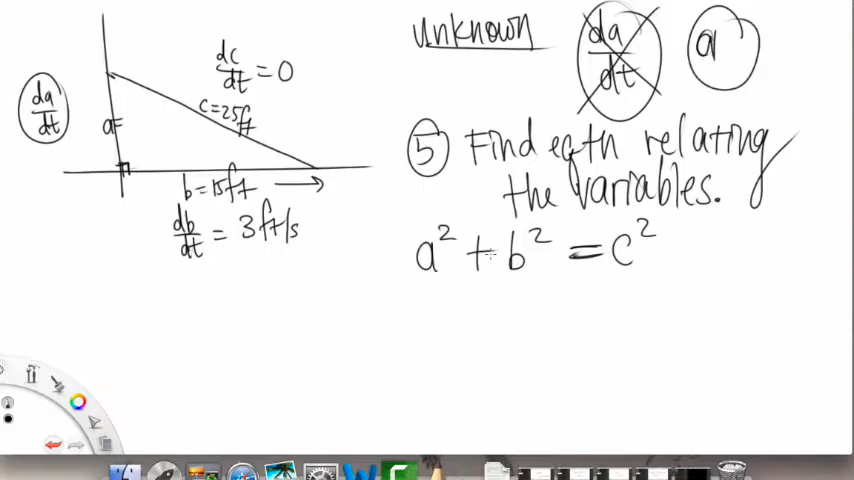 da/dt
a=
dc/dt = 0
c=25ft
b=15ft
db/dt = 3ft/s
unknown
da/dt
a
5 Find eqtn relating
the variables.
a² + b² = c²